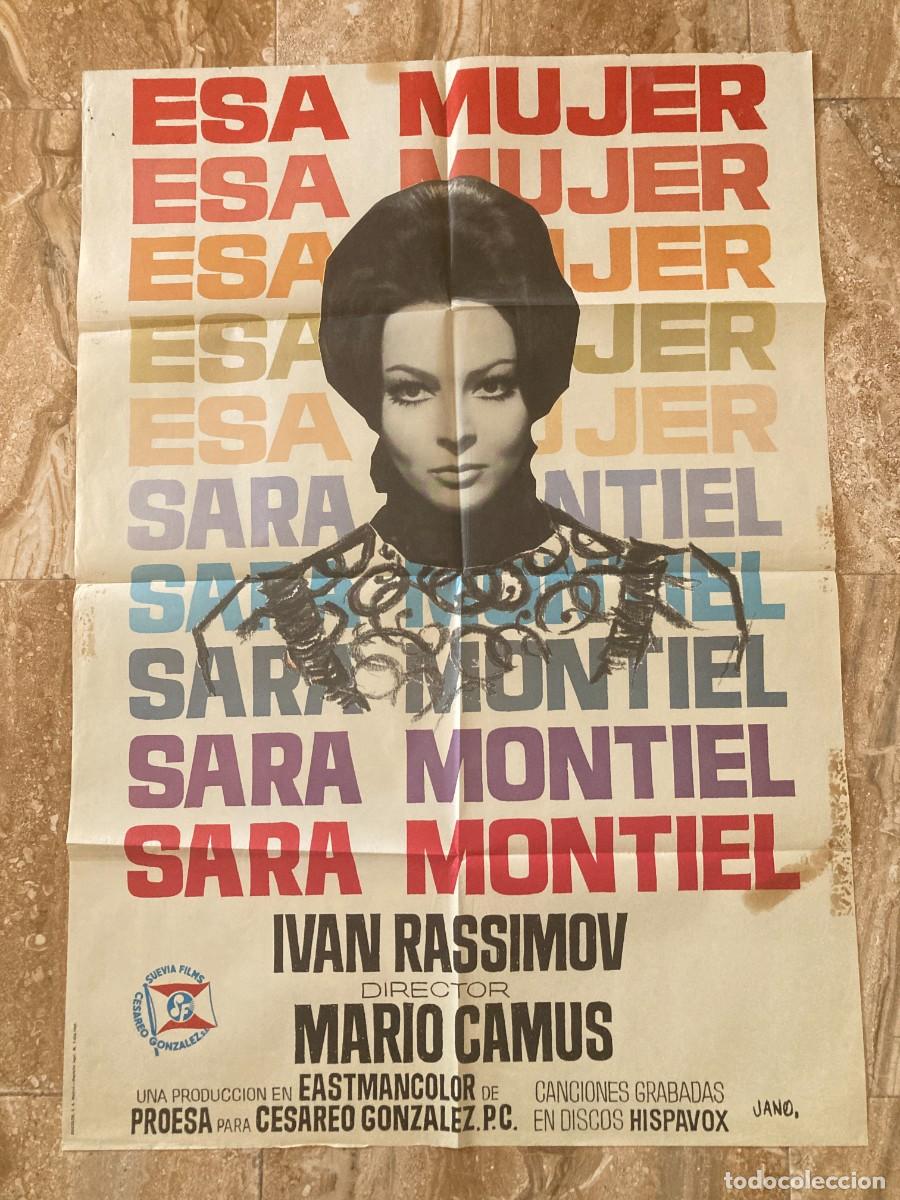 ESA MUJER
ESA MUJER
ESA MUJER
ESA MUJER
ESA MUJER
SARA MONTIEL
SARA MONTIEL
SARA MONTIEL
SARA MONTIEL
SARA MONTIEL
IVAN RASSIMOV
DIRECTOR
MARIO CAMUS
SUEVIA FILMS
CESAREO GONZALEZ S.A.
UNA PRODUCCION EN EASTMANCOLOR DE
PROESA PARA CESAREO GONZALEZ.P.C.
CANCIONES GRABADAS
EN DISCOS HISPAVOX
JANO.
todocoleccion